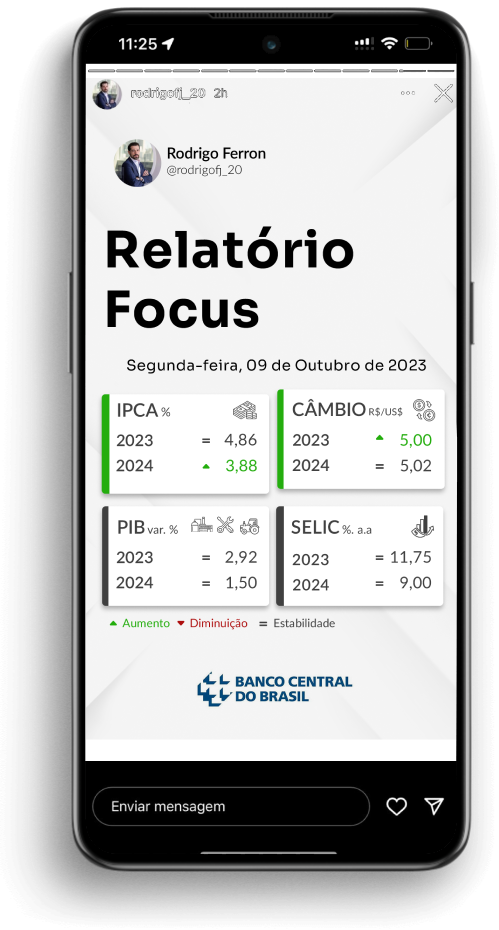 11:25
rodrigofj_20 2h
Rodrigo Ferron
@rodrigofj_20
Relatório
Focus
Segunda-feira, 09 de Outubro de 2023
IPCA %
2023 = 4,86
2024 ▲ 3,88
CÂMBIO R$/US$
2023 ▲ 5,00
2024 = 5,02
PIB var. %
2023 = 2,92
2024 = 1,50
SELIC %. a.a
2023 = 11,75
2024 = 9,00
▲ Aumento ▼ Diminuição = Estabilidade
BANCO CENTRAL
DO BRASIL
Enviar mensagem